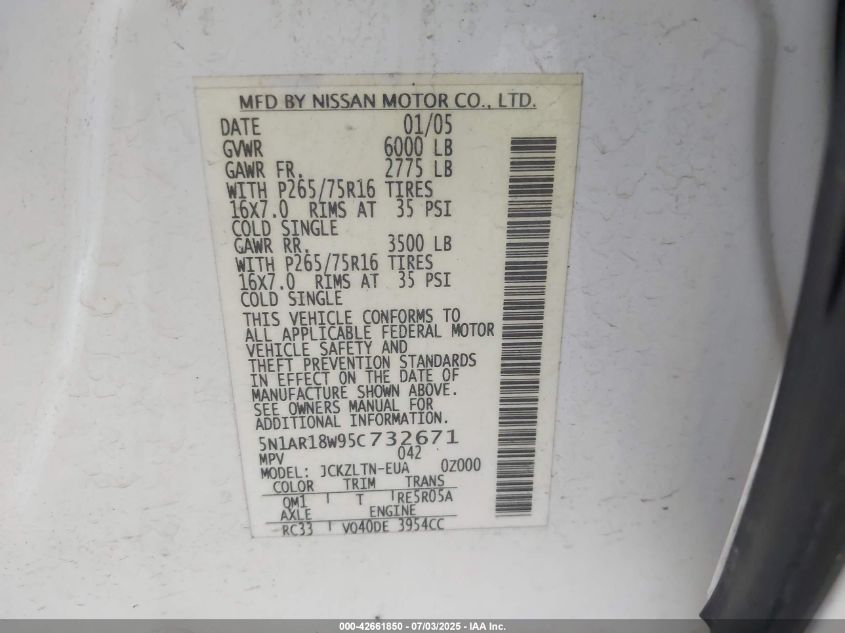 MFD BY NISSAN MOTOR CO., LTD.
DATE 01/05
GVWR 6000 LB
GAWR FR. 2775 LB
WITH P265/75R16 TIRES
16X7.0 RIMS AT 35 PSI
COLD SINGLE
GAWR RR. 3500 LB
WITH P265/75R16 TIRES
16X7.0 RIMS AT 35 PSI
COLD SINGLE
THIS VEHICLE CONFORMS TO
ALL APPLICABLE FEDERAL MOTOR
VEHICLE SAFETY AND
THEFT PREVENTION STANDARDS
IN EFFECT ON THE DATE OF
MANUFACTURE SHOWN ABOVE.
SEE OWNERS MANUAL FOR
ADDITIONAL INFORMATION.
5N1AR18W95C732671
MPV 042
MODEL: JCKZLTN-EUA 0Z000
COLOR TRIM TRANS
QM1 T RE5R05A
AXLE ENGINE
RC33 VQ40DE 3954CC
000-42661850 - 07/03/2025 - IAA Inc.